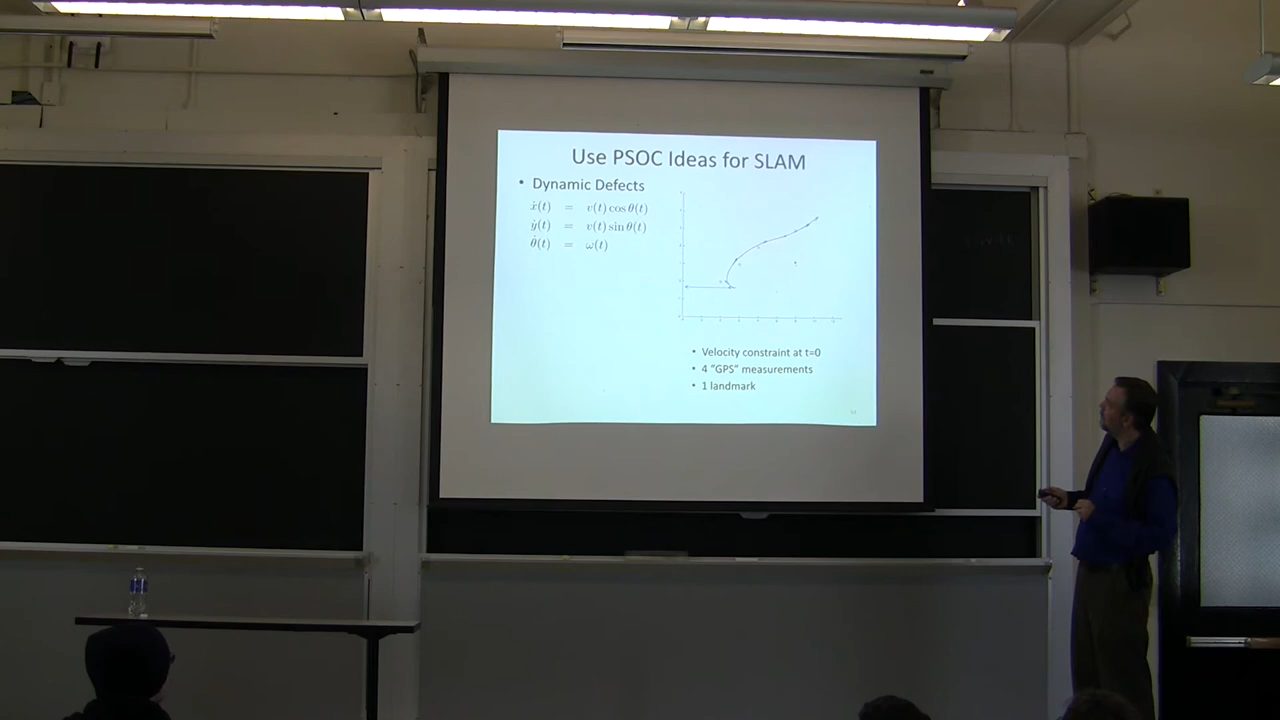 Use PSOC Ideas for SLAM
• Dynamic Defects
ẋ(t) = v(t) cos θ(t)
ẏ(t) = v(t) sin θ(t)
θ̇(t) = ω(t)
• Velocity constraint at t=0
• 4 "GPS" measurements
• 1 landmark